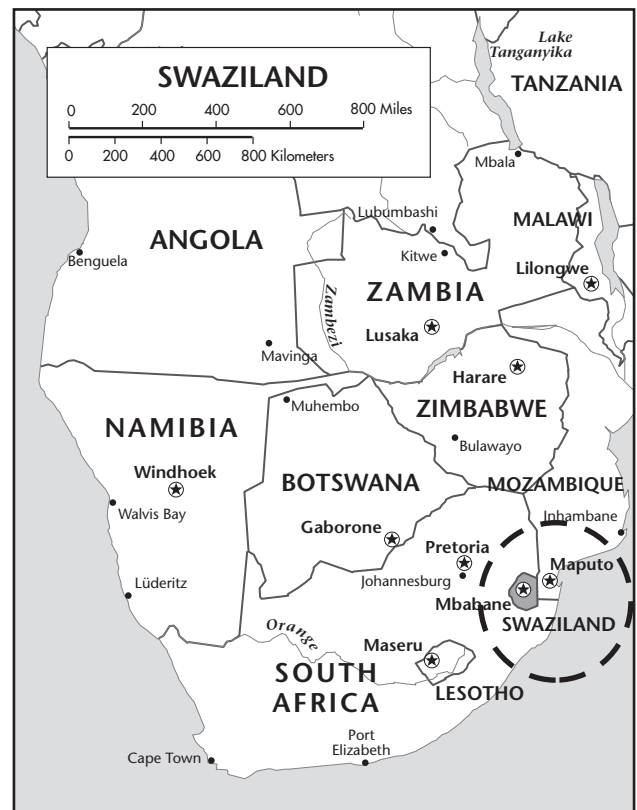 SWAZILAND
0 200 400 600 800 Miles
0 200 400 600 800 Kilometers
Lake
Tanganyika
TANZANIA
Mbala
Lubumbashi
MALAWI
ANGOLA
Benguela
Kitwe
Lilongwe
ZAMBIA
Zambezi
Lusaka
Mavinga
Harare
Muhembo
ZIMBABWE
NAMIBIA
Bulawayo
Windhoek
BOTSWANA
MOZAMBIQUE
Walvis Bay
Inhambane
Gaborone
Pretoria
Maputo
Johannesburg
Lüderitz
Mbabane
SWAZILAND
Orange
Maseru
SOUTH
AFRICA
LESOTHO
Port
Elizabeth
Cape Town